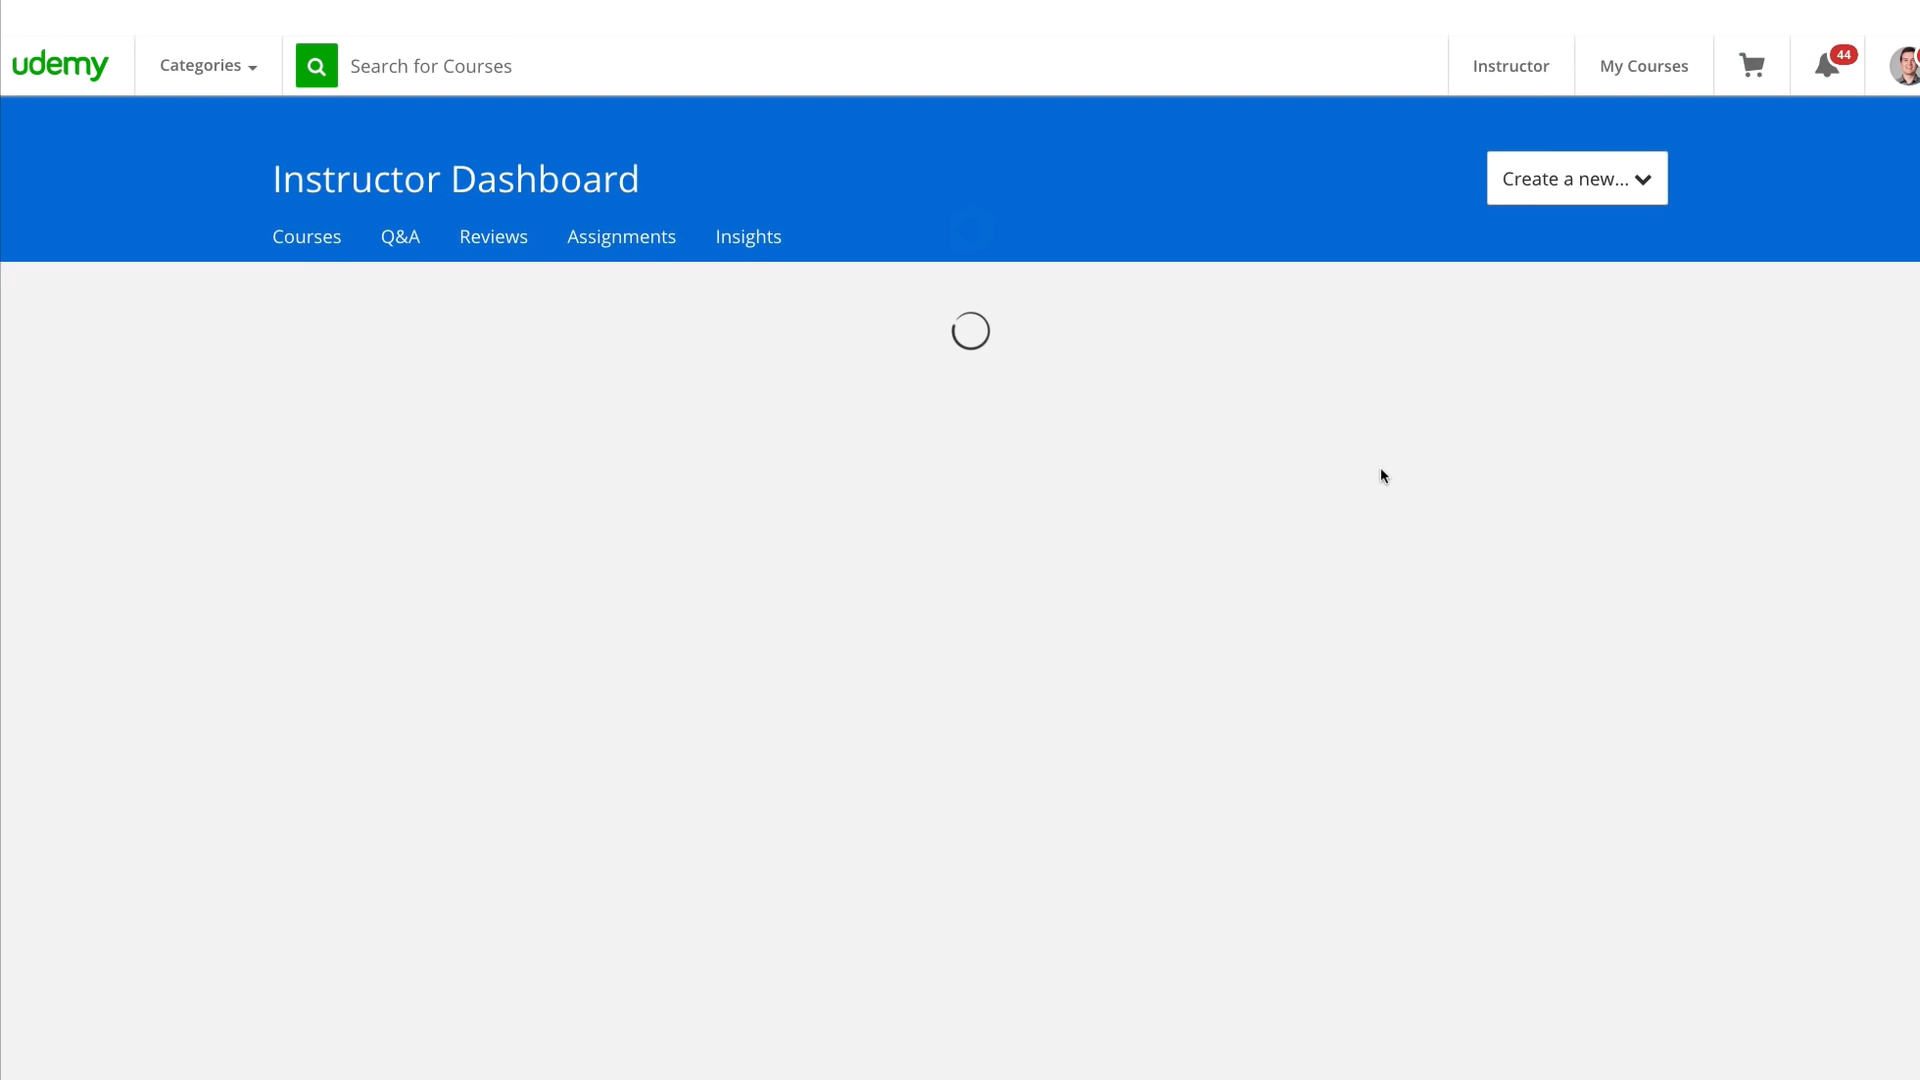 udemy
Categories
Search for Courses
Instructor
My Courses
44
Instructor Dashboard
Create a new...
Courses
Q&A
Reviews
Assignments
Insights